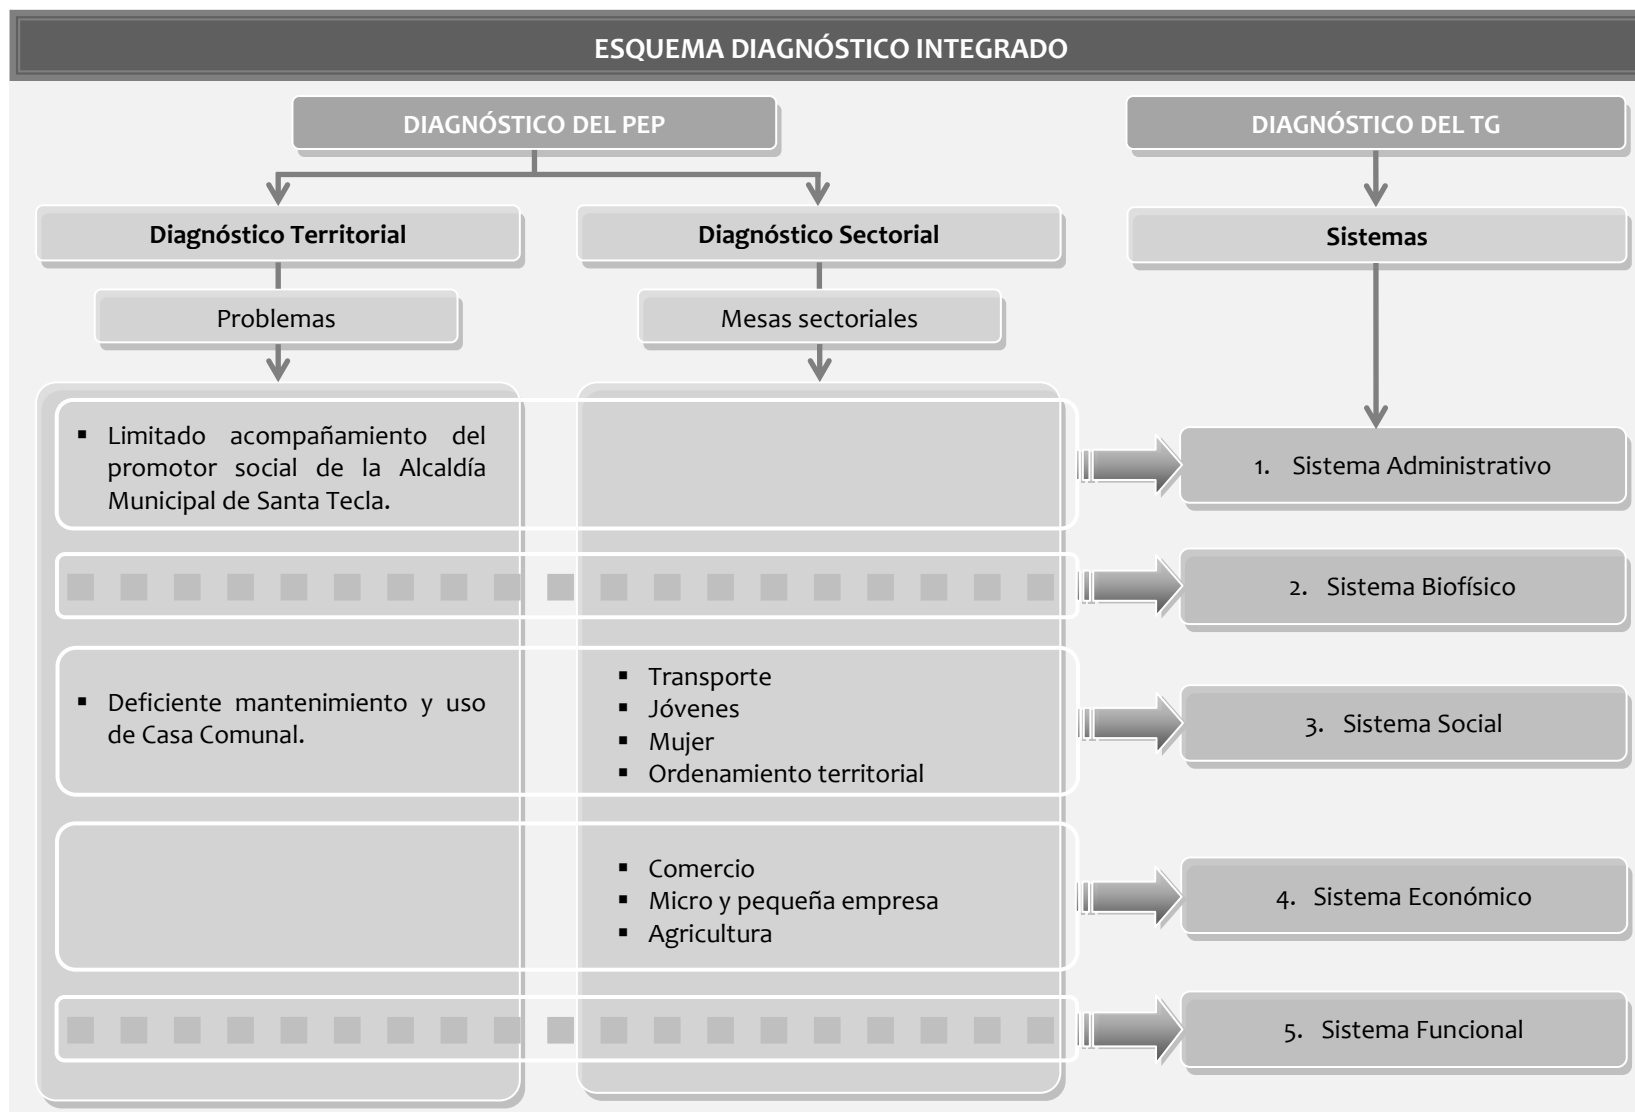 ESQUEMA DIAGNÓSTICO INTEGRADO
DIAGNÓSTICO DEL PEP
DIAGNÓSTICO DEL TG
Diagnóstico Territorial
Diagnóstico Sectorial
Sistemas
Problemas
Mesas sectoriales
▪ Limitado acompañamiento del
promotor social de la Alcaldía
Municipal de Santa Tecla.
1. Sistema Administrativo
2. Sistema Biofísico
▪ Deficiente mantenimiento y uso
de Casa Comunal.
▪ Transporte
▪ Jóvenes
▪ Mujer
▪ Ordenamiento territorial
3. Sistema Social
▪ Comercio
▪ Micro y pequeña empresa
▪ Agricultura
4. Sistema Económico
5. Sistema Funcional